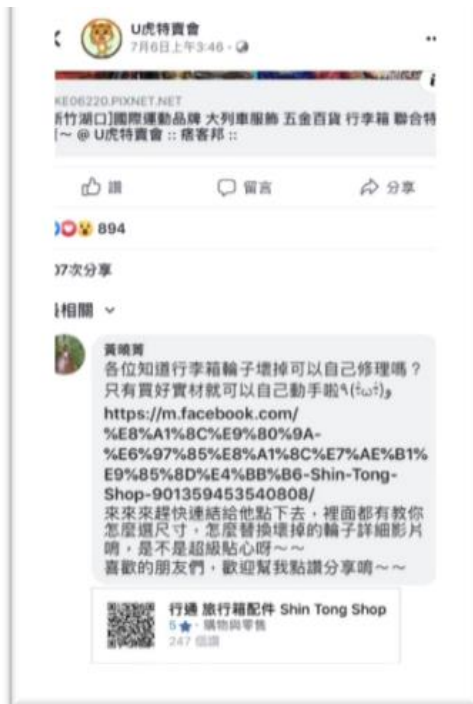 U虎特賣會
7月6日上午3:46
KE06220.PIXNET.NET
新竹湖口]國際運動品牌 大列車服飾 五金百貨 行李箱 聯合特
~ @ U虎特賣會 :: 痞客邦 ::
讚 留言 分享
894
07次分享
相關
黃曉菁
各位知道行李箱輪子壞掉可以自己修理嗎？
只有買好實材就可以自己動手啦٩(͡๏̯͡๏)۶
https://m.facebook.com/
%E8%A1%8C%E9%80%9A-
%E6%97%85%E8%A1%8C%E7%AE%B1%
E9%85%8D%E4%BB%B6-Shin-Tong-
Shop-901359453540808/
來來來趕快連結給他點下去，裡面都有教你
怎麼選尺寸，怎麼替換壞掉的輪子詳細影片
唷，是不是超級貼心呀~~
喜歡的朋友們，歡迎幫我點讚分享唷~~
行通 旅行箱配件 Shin Tong Shop
5★ · 購物與零售
247 個讚